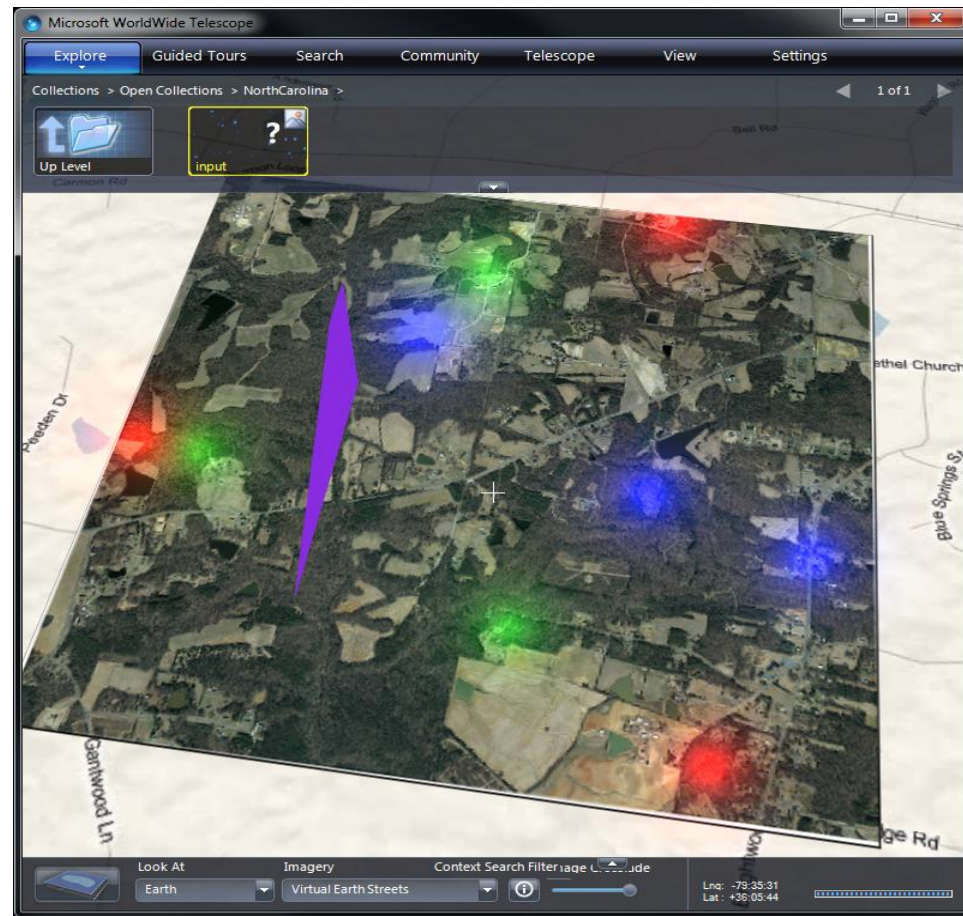 Microsoft WorldWide Telescope
Explore Guided Tours Search Community Telescope View Settings
Collections > Open Collections > NorthCarolina >
1 of 1
?
Up Level
input
Bell Rd
Carmon Rd
ethel Church
Peeden Dr
Blue Springs S
Gantwood Ln
ge Rd
Look At
Imagery
Context Search Filter
Earth
Virtual Earth Streets
Lng: -79:35:31
Lat : +36:05:44